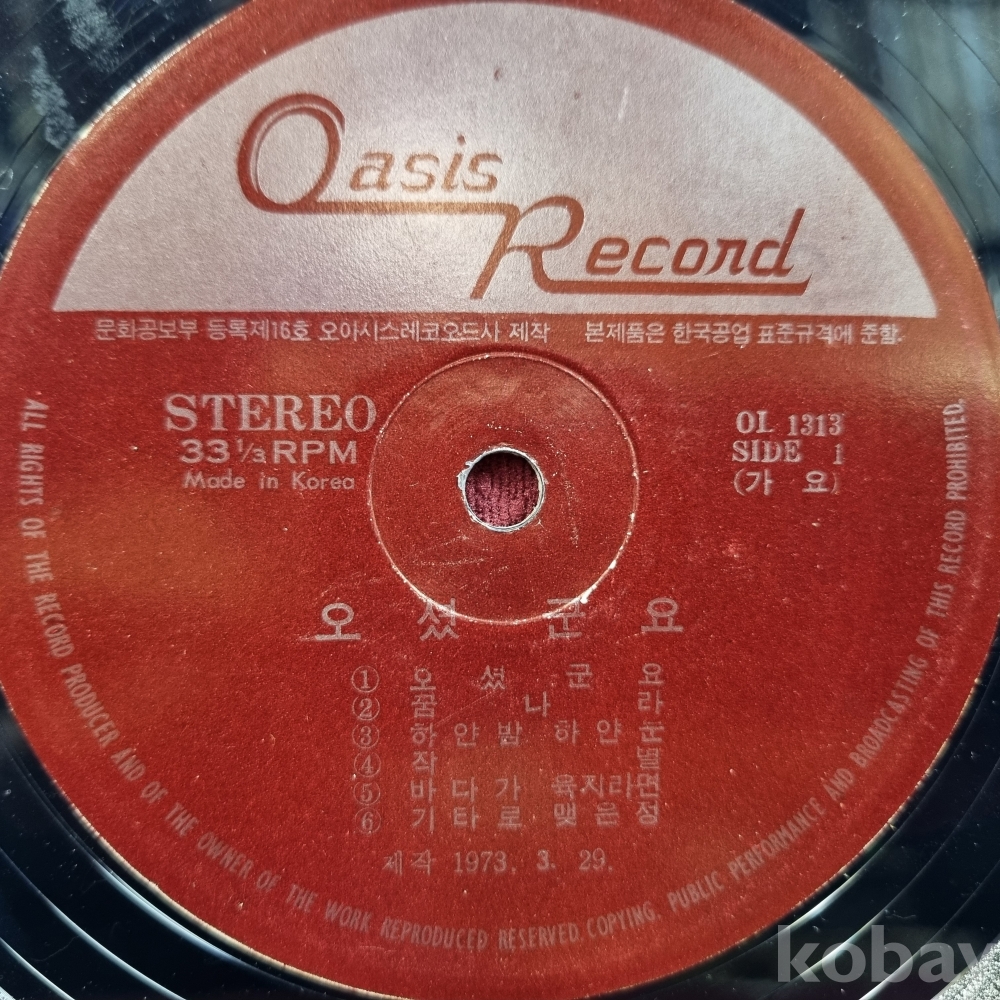 Oasis
Record
문화공보부 등록제16호 오아시스레코오드사 제작 본제품은 한국공업 표준규격에 준함.
STEREO
33 1/3 RPM
Made in Korea
OL 1313
SIDE 1
(가 요)
오 셨 군 요
① 오 셨 군 요
② 꿈 나 라
③ 하얀밤 하얀눈
④ 작 별
⑤ 바다가 육지라면
⑥ 기타로 맺은정
제작 1973. 3. 29.
ALL RIGHTS OF THE RECORD PRODUCER AND OF THE OWNER OF THE WORK REPRODUCED RESERVED. COPYING. PUBLIC PERFORMANCE AND BROADCASTING OF THIS RECORD PROHIBITED.
kobay